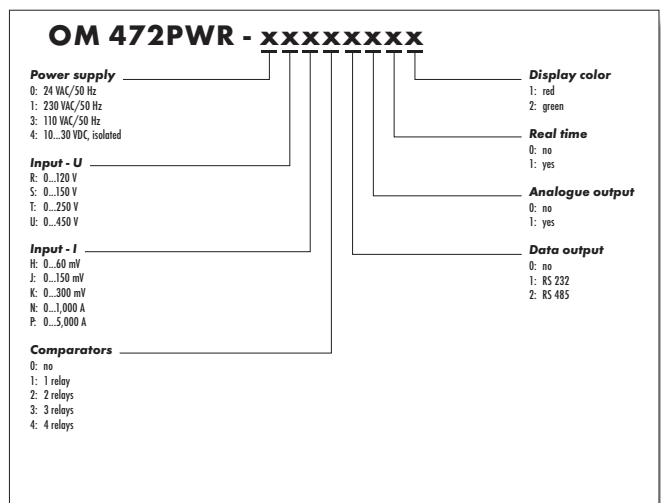 OM 472PWR - xxxxxxxx
Power supply
0: 24 VAC/50 Hz
1: 230 VAC/50 Hz
3: 110 VAC/50 Hz
4: 10...30 VDC, isolated
Input - U
R: 0...120 V
S: 0...150 V
T: 0...250 V
U: 0...450 V
Input - I
H: 0...60 mV
J: 0...150 mV
K: 0...300 mV
N: 0...1,000 A
P: 0...5,000 A
Comparators
0: no
1: 1 relay
2: 2 relays
3: 3 relays
4: 4 relays
Display color
1: red
2: green
Real time
0: no
1: yes
Analogue output
0: no
1: yes
Data output
0: no
1: RS 232
2: RS 485